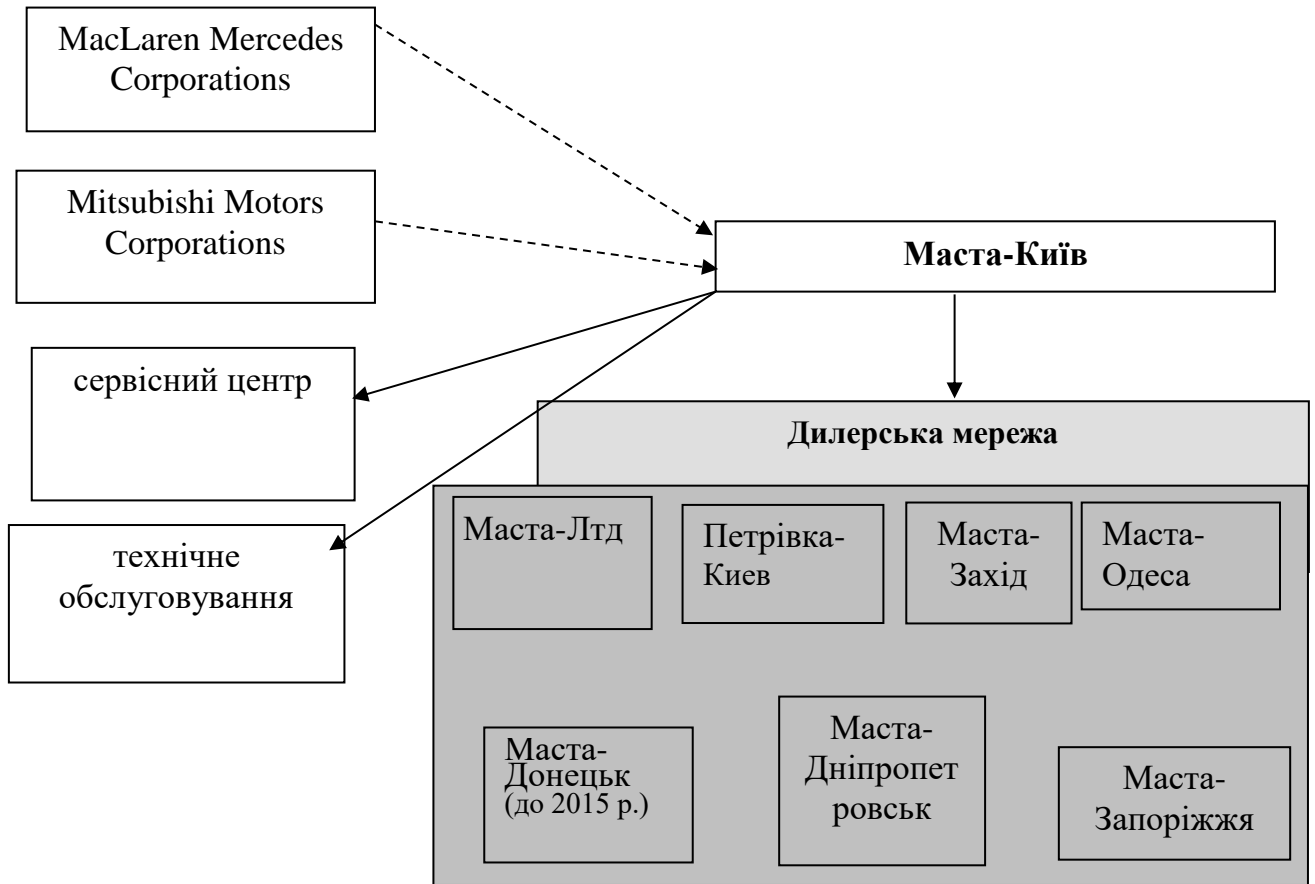 MacLaren Mercedes
Corporations
Mitsubishi Motors
Corporations
Маста-Київ
сервісний центр
технічне
обслуговування
Дилерська мережа
Маста-Лтд
Петрівка-
Киев
Маста-
Захід
Маста-
Одеса
Маста-
Донецьк
(до 2015 р.)
Маста-
Дніпропет
ровськ
Маста-
Запоріжжя